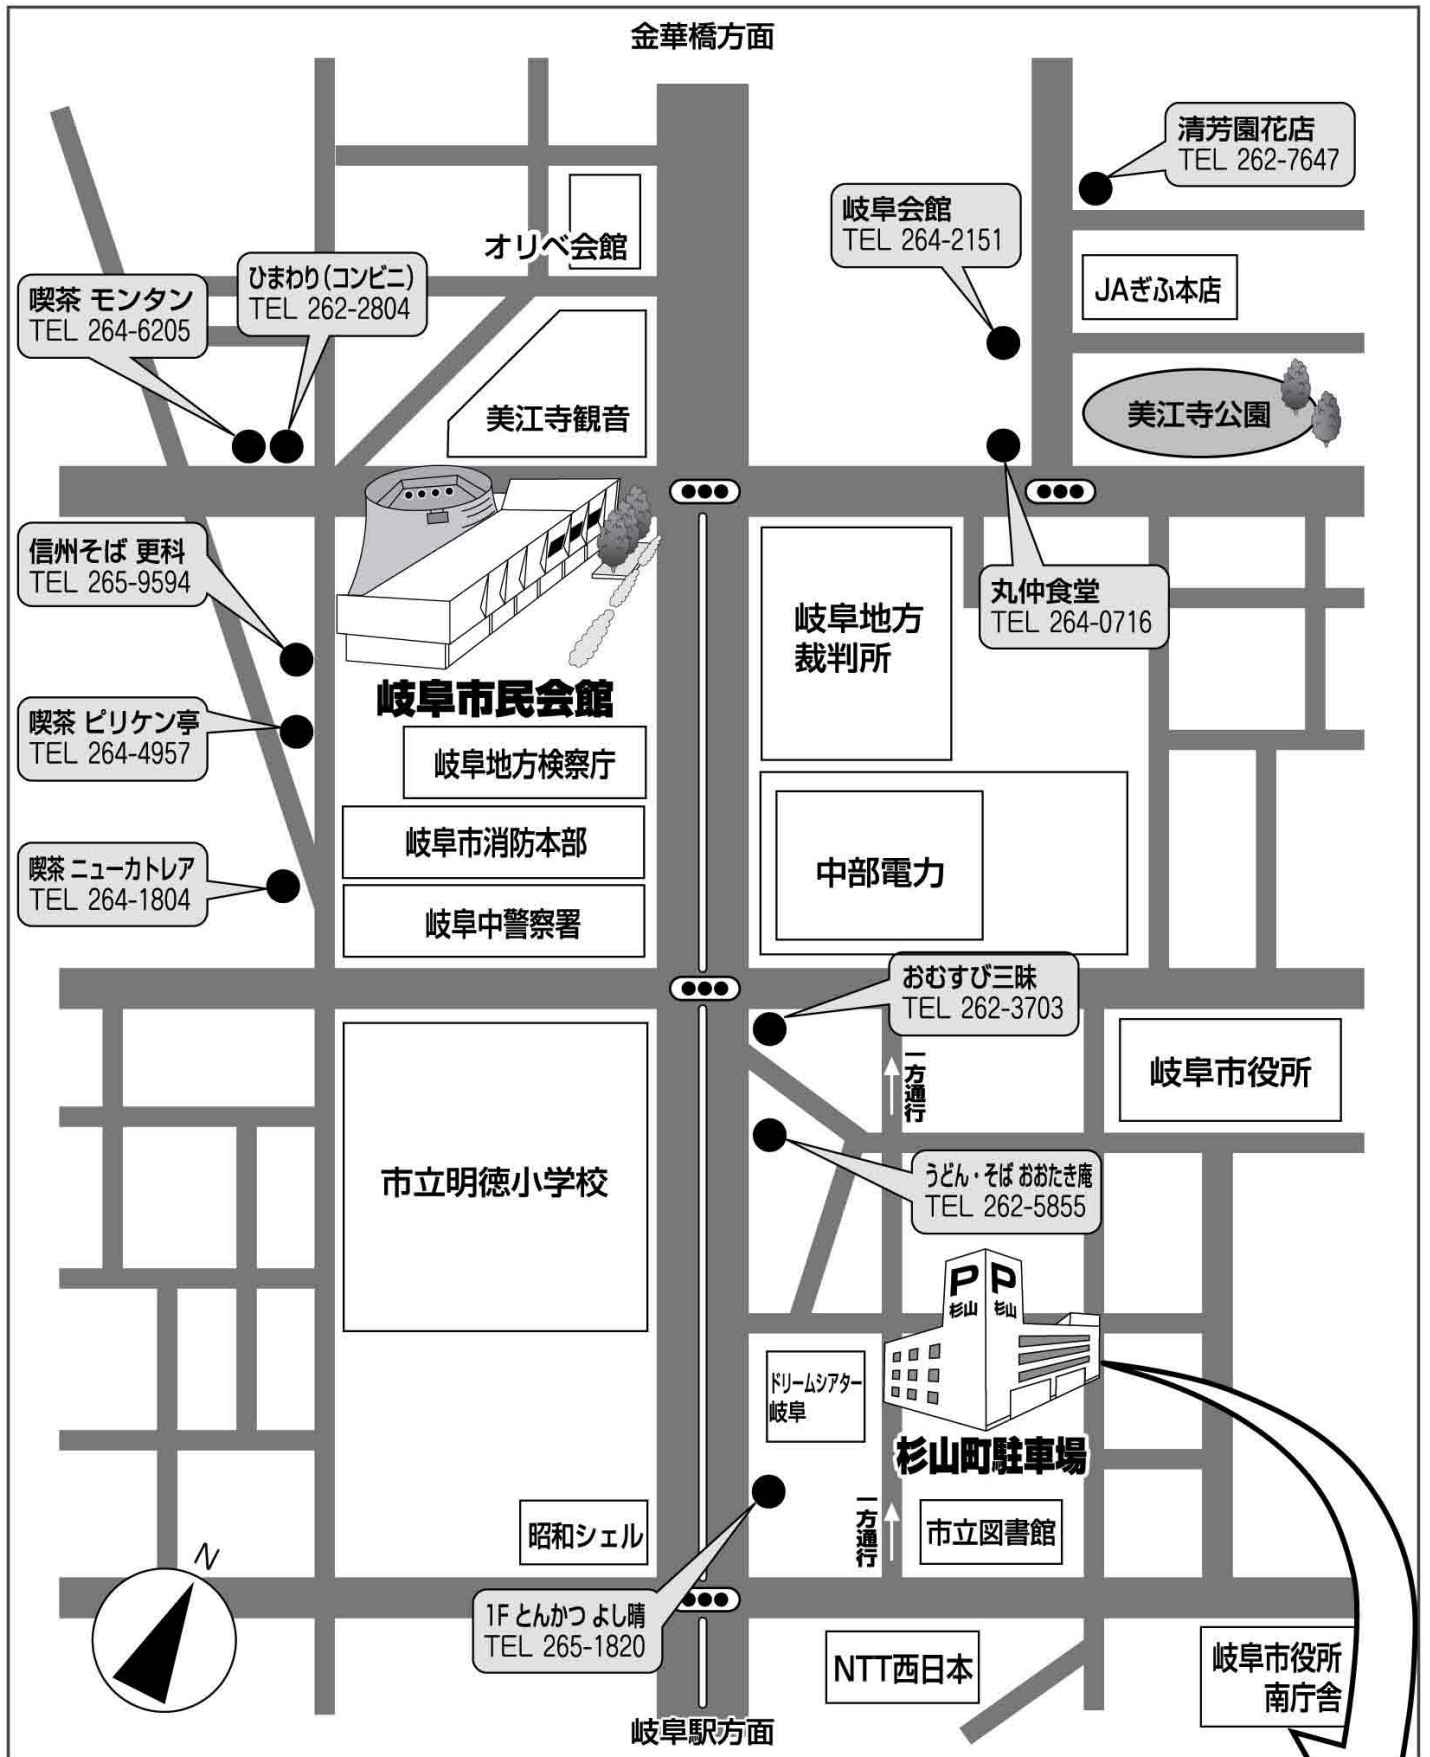 金華橋方面
清芳園花店
TEL 262-7647
岐阜会館
TEL 264-2151
オリベ会館
ひまわり(コンビニ)
TEL 262-2804
喫茶 モンタン
TEL 264-6205
JAぎふ本店
美江寺観音
美江寺公園
信州そば 更科
TEL 265-9594
丸仲食堂
TEL 264-0716
岐阜地方
裁判所
岐阜市民会館
喫茶 ピリケン亭
TEL 264-4957
岐阜地方検察庁
岐阜市消防本部
中部電力
喫茶 ニューカトレア
TEL 264-1804
岐阜中警察署
おむすび三昧
TEL 262-3703
一方通行
岐阜市役所
市立明徳小学校
うどん・そば おおたき庵
TEL 262-5855
P P
杉山 杉山
ドリームシアター
岐阜
杉山町駐車場
一方通行
市立図書館
昭和シェル
N
1F とんかつ よし晴
TEL 265-1820
NTT西日本
岐阜市役所
南庁舎
岐阜駅方面